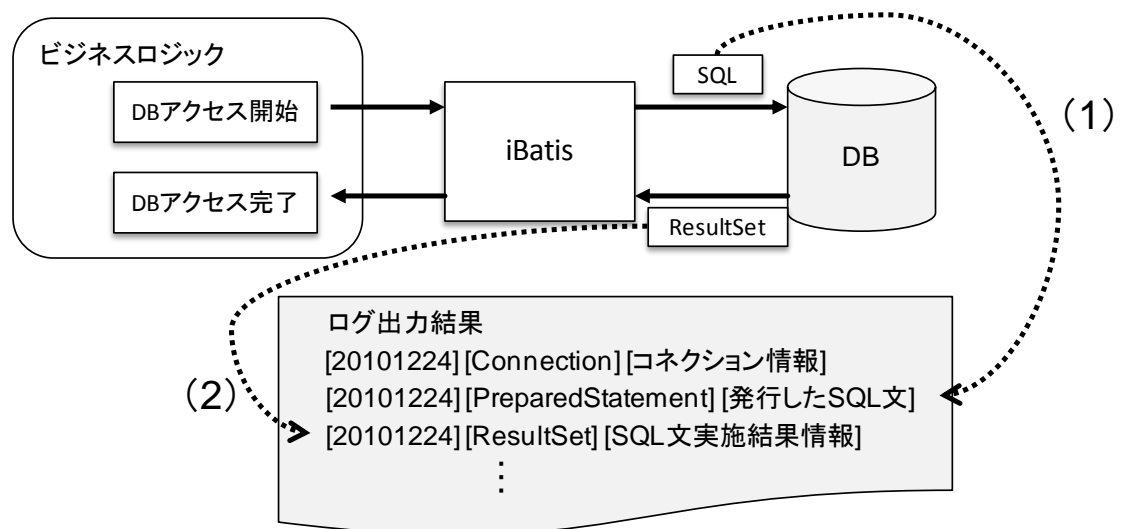 ビジネスロジック
DBアクセス開始
DBアクセス完了
iBatis
SQL
DB
ResultSet
(1)
(2)
ログ出力結果
[20101224][Connection][コネクション情報]
[20101224][PreparedStatement][発行したSQL文]
[20101224][ResultSet][SQL文実施結果情報]
⋮